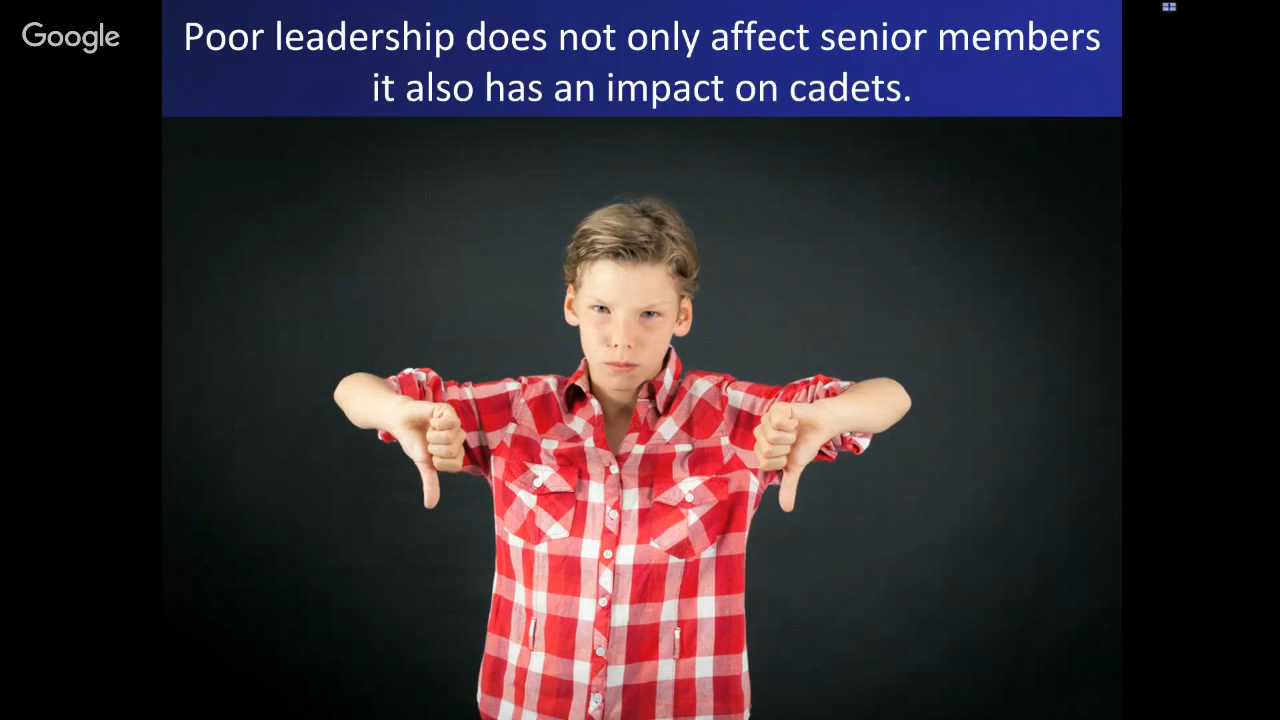 Google
Poor leadership does not only affect senior members
it also has an impact on cadets.